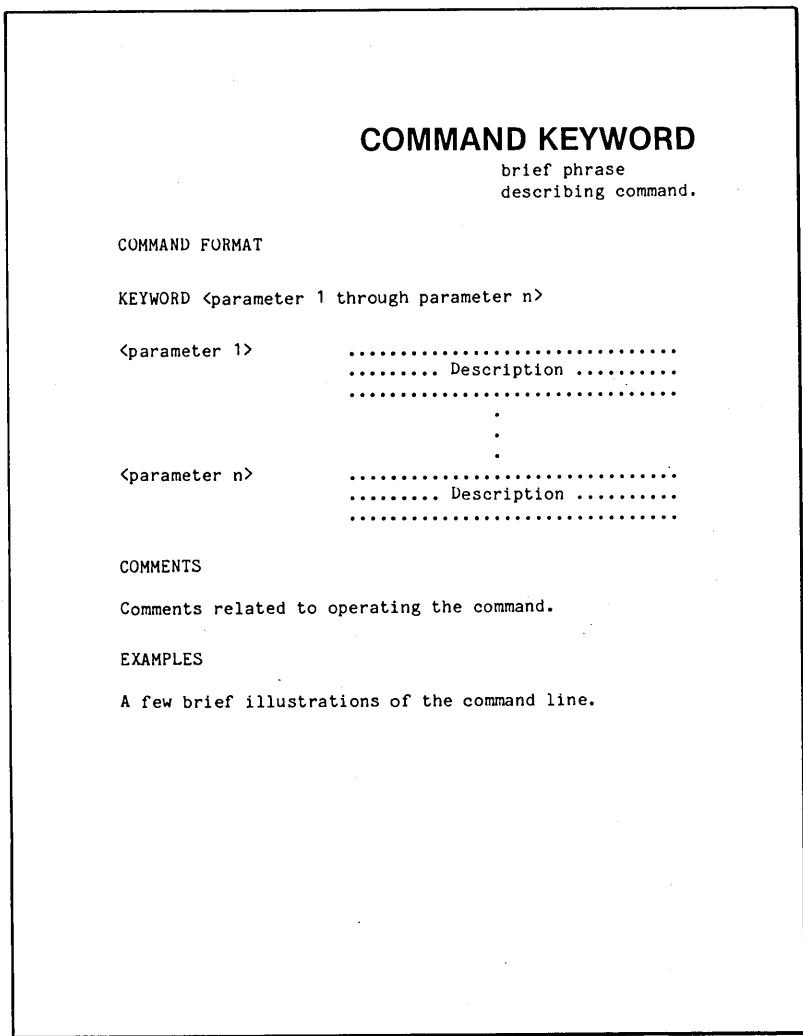 COMMAND KEYWORD
brief phrase
describing command.
COMMAND FORMAT
KEYWORD <parameter 1 through parameter n>
<parameter 1> ................................
......... Description ..........
................................
.
.
.
<parameter n> ................................
......... Description ..........
................................
COMMENTS
Comments related to operating the command.
EXAMPLES
A few brief illustrations of the command line.